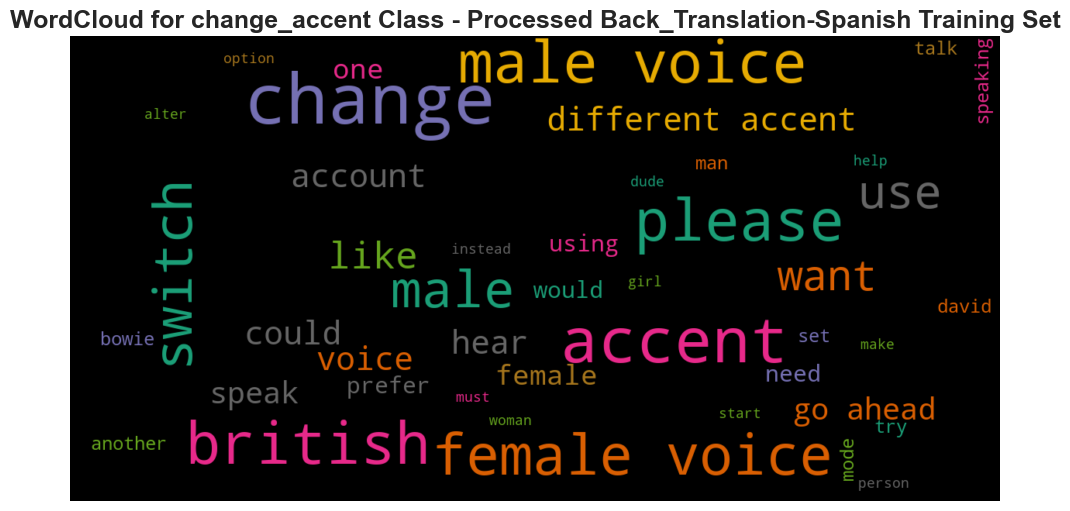 WordCloud for change_accent Class - Processed Back_Translation-Spanish Training Set
option
one
male voice
talk
speaking
change
alter
different accent
man
help
account
dude
use
switch
please
like
instead
using
male
would
girl
want
david
bowie
could
hear
accent
set
make
voice
female
need
speak
prefer
must
woman
start
go ahead
try
another
british
female voice
mode
person